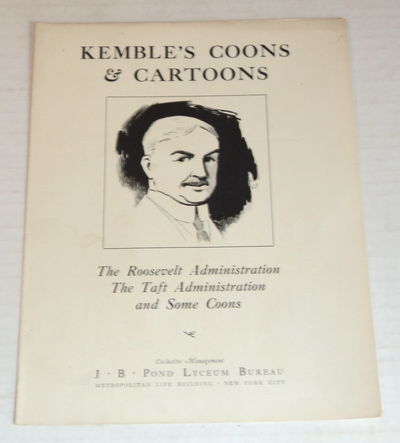 KEMBLE'S COONS
& CARTOONS
The Roosevelt Administration
The Taft Administration
and Some Coons
Exclusive Management
J · B · POND LYCEUM BUREAU
METROPOLITAN LIFE BUILDING · NEW YORK CITY